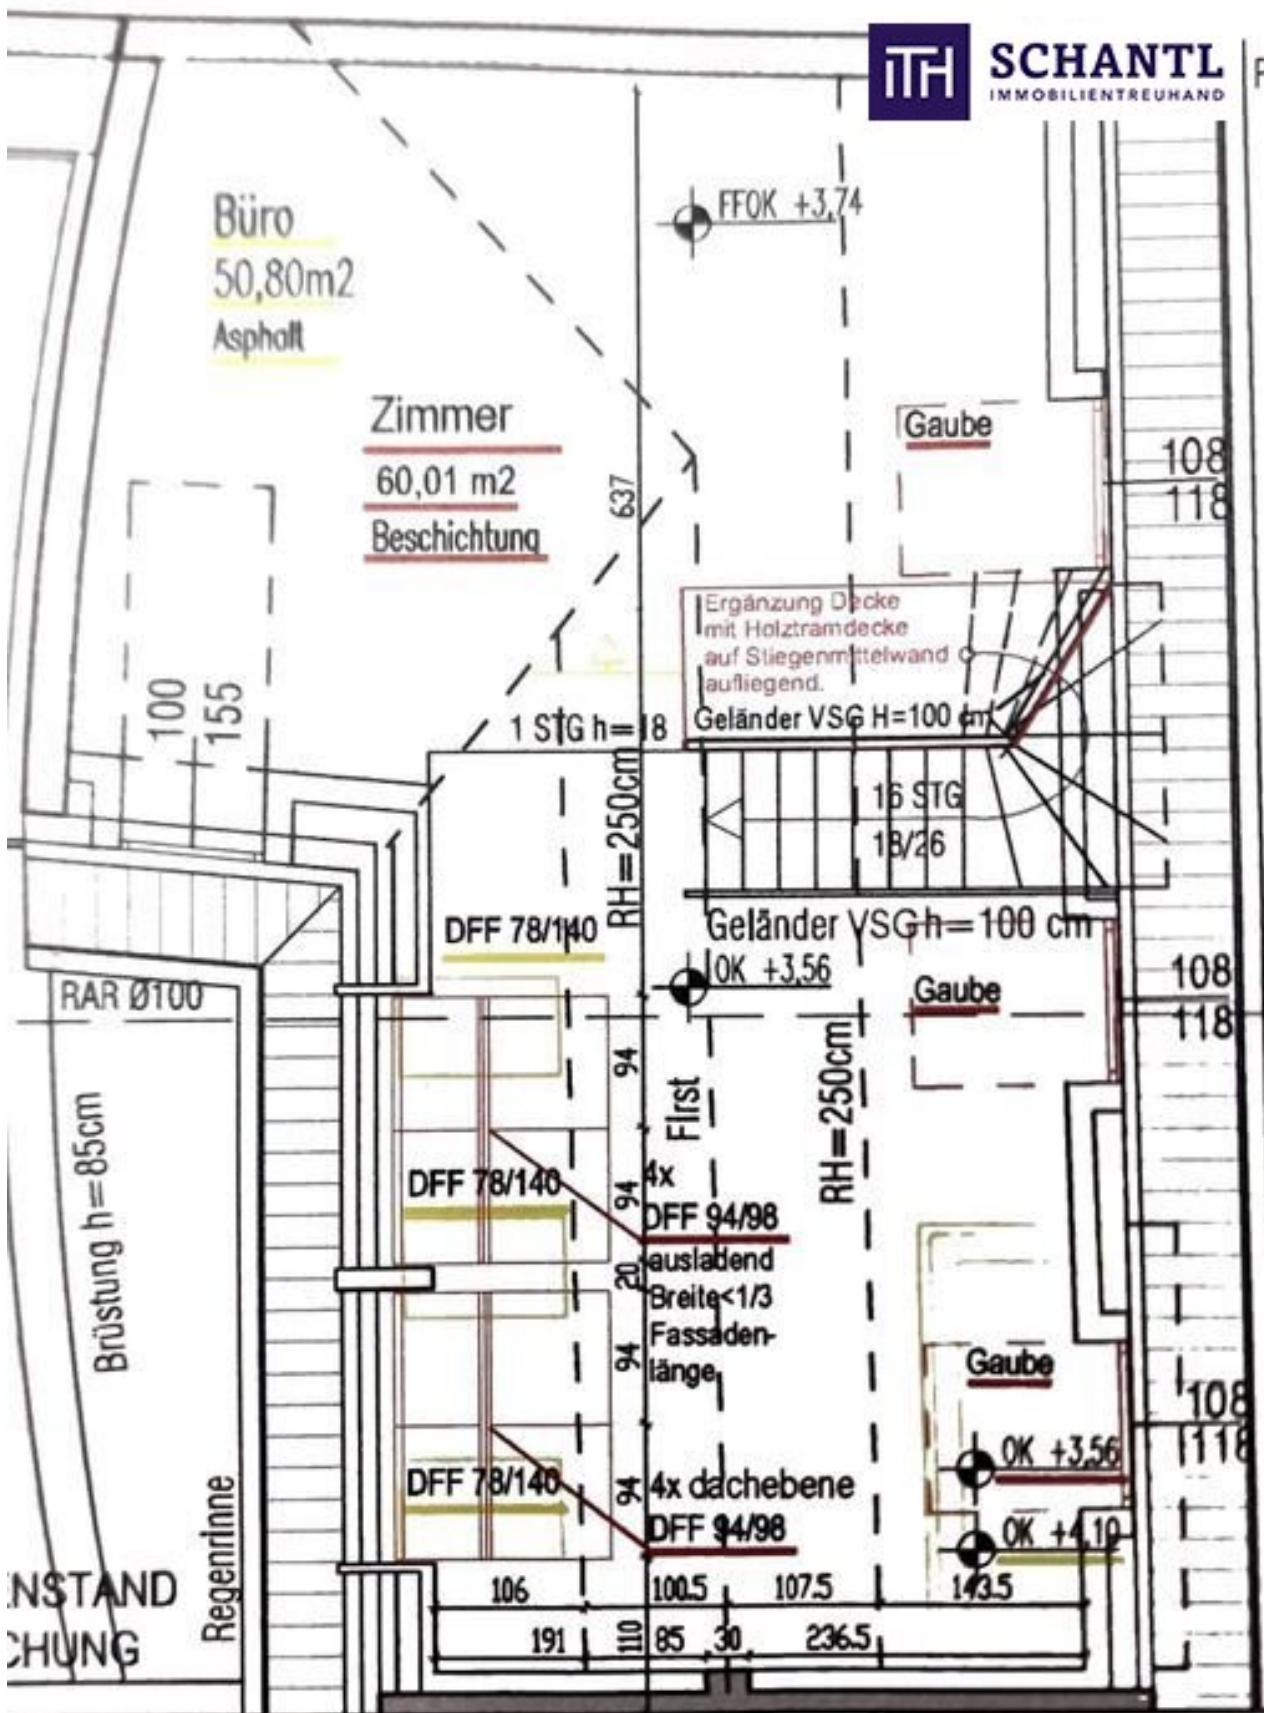 iTH SCHANTL
IMMOBILIENTREUHAND
FFOK +3,74
Büro
50,80m2
Asphalt
Zimmer
60,01 m2
Beschichtung
637
Gaube
108
118
Ergänzung Decke
mit Holztramdecke
auf Stiegenmittelwand
aufliegend.
100
155
1 STG h=18
Geländer VSG H=100 cm
RH=250cm
16 STG
18/26
DFF 78/140
Geländer VSG h=100 cm
OK +3,56
RAR Ø100
Gaube
108
118
94
First
RH=250cm
Brüstung h=85cm
DFF 78/140
94
4x
DFF 94/98
ausladend
Breite<1/3
Fassaden-
länge
20
94
Gaube
108
118
OK +3,56
DFF 78/140
94
4x dachebene
DFF 94/98
OK +4,10
Regenrinne
ENSTAND
CHUNG
106 100.5 107.5 143.5
191 110 85 30 236.5